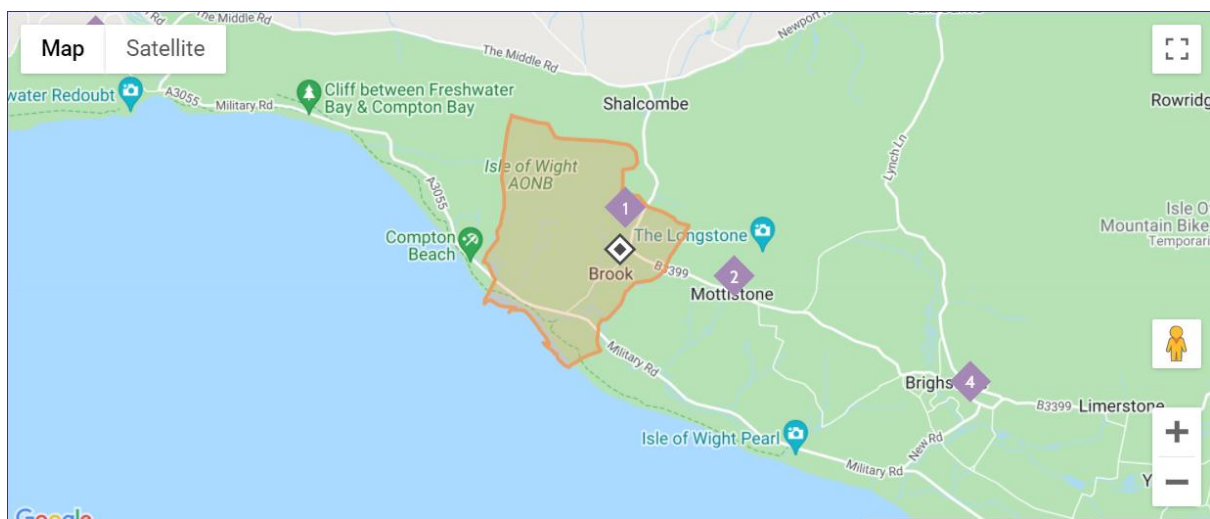 Map
Satellite
The Middle Rd
Rd
The Middle Rd
Newport Rd
Shalcombe
Rowridg
water Redoubt
A3055
Military Rd
Cliff between Freshwater
Bay & Compton Bay
Lynch Ln
Isle of Wight
AONB
A3055
1
Isle O
Mountain Bike
Temporari
Compton
Beach
The Longstone
Brook
B3399
2
Mottistone
Military Rd
Brighs
4
B3399
Limerstone
Isle of Wight Pearl
New Rd
Military Rd
Y
Google